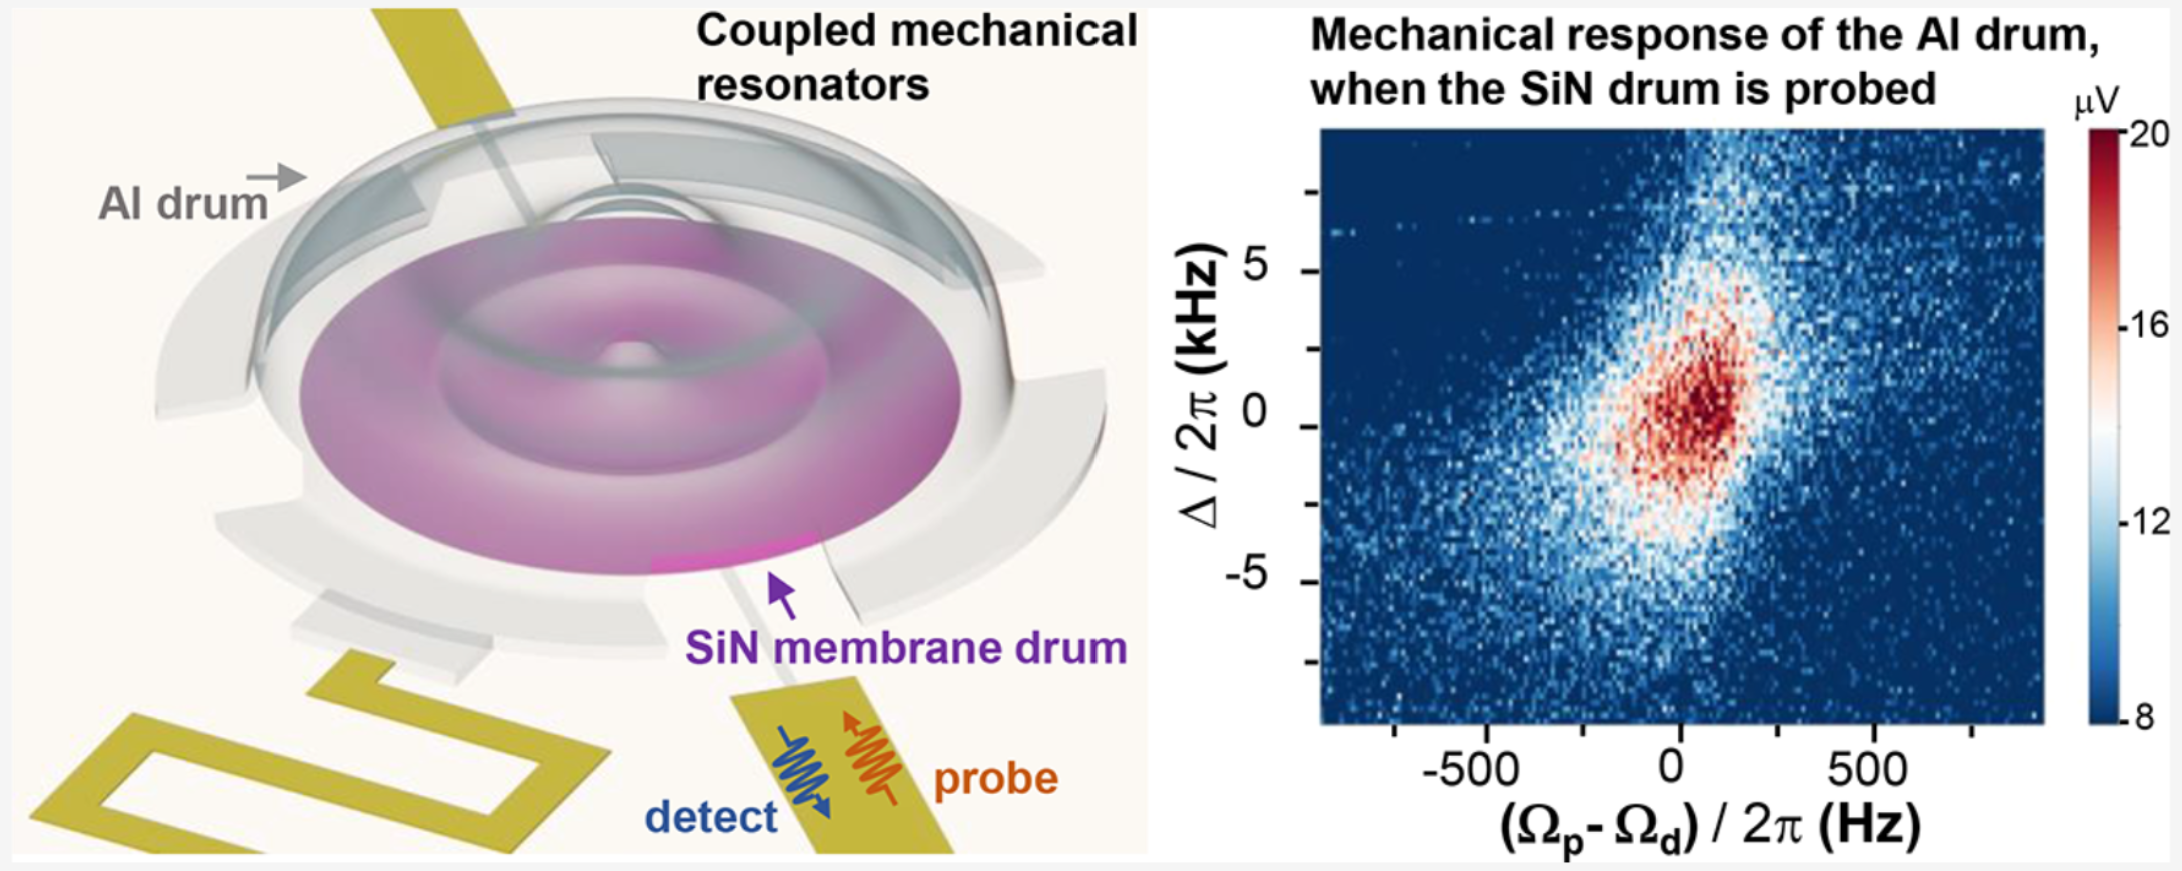 Coupled mechanical
resonators
Al drum
SiN membrane drum
detect
probe
Mechanical response of the Al drum,
when the SiN drum is probed
μV
20
16
12
8
Δ / 2π (kHz)
5
0
-5
-500
0
500
(Ωp- Ωd) / 2π (Hz)